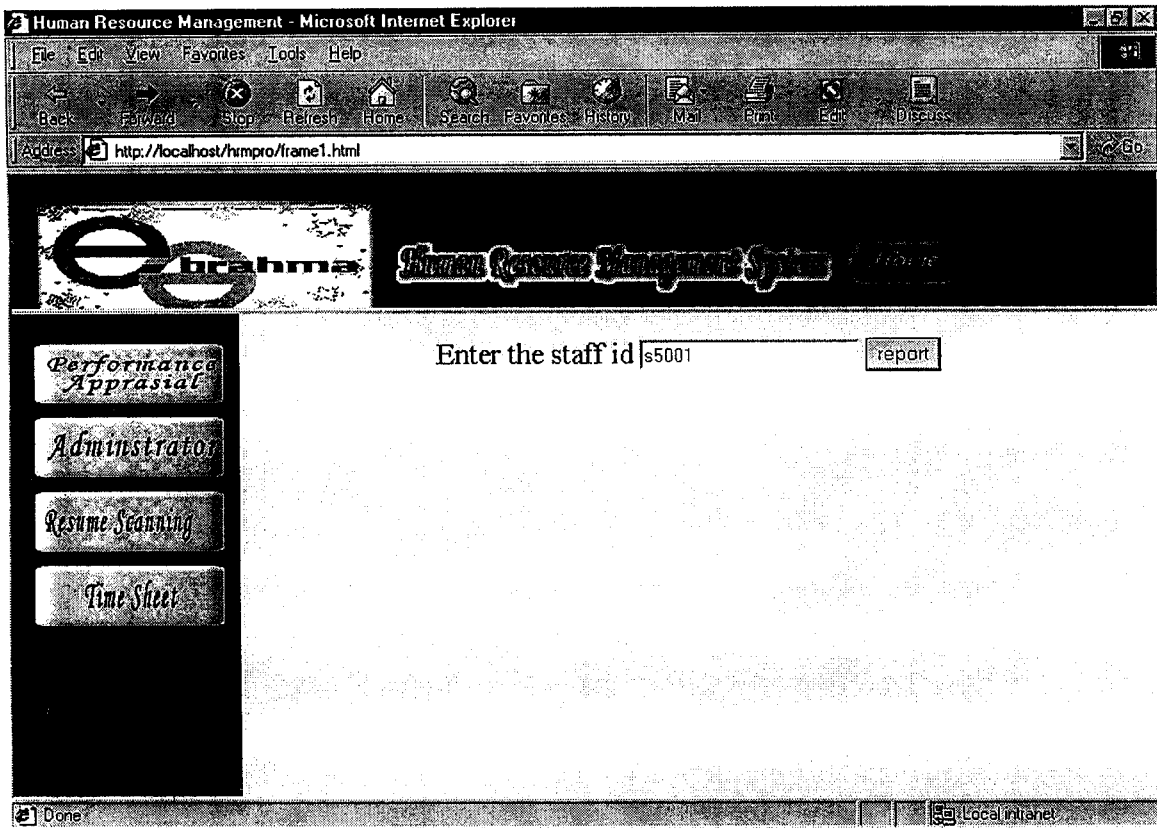 Human Resource Management - Microsoft Internet Explorer
File Edit View Favorites Tools Help
Back Forward Stop Refresh Home Search Favorites History Mail Print Edit Discuss
Address http://localhost/hrmpro/frame1.html Go
e-brahma
Human Resource Management System Home
Enter the staff id s5001 report
Performance
Apprasial
Adminstrator
Resume Scanning
Time Sheet
Done Local intranet